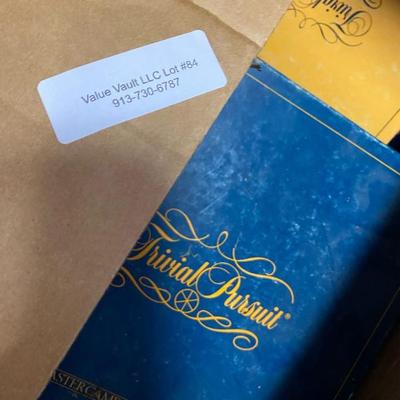 Value Vault LLC Lot #84
913-730-6787
Trivial Pursuit®